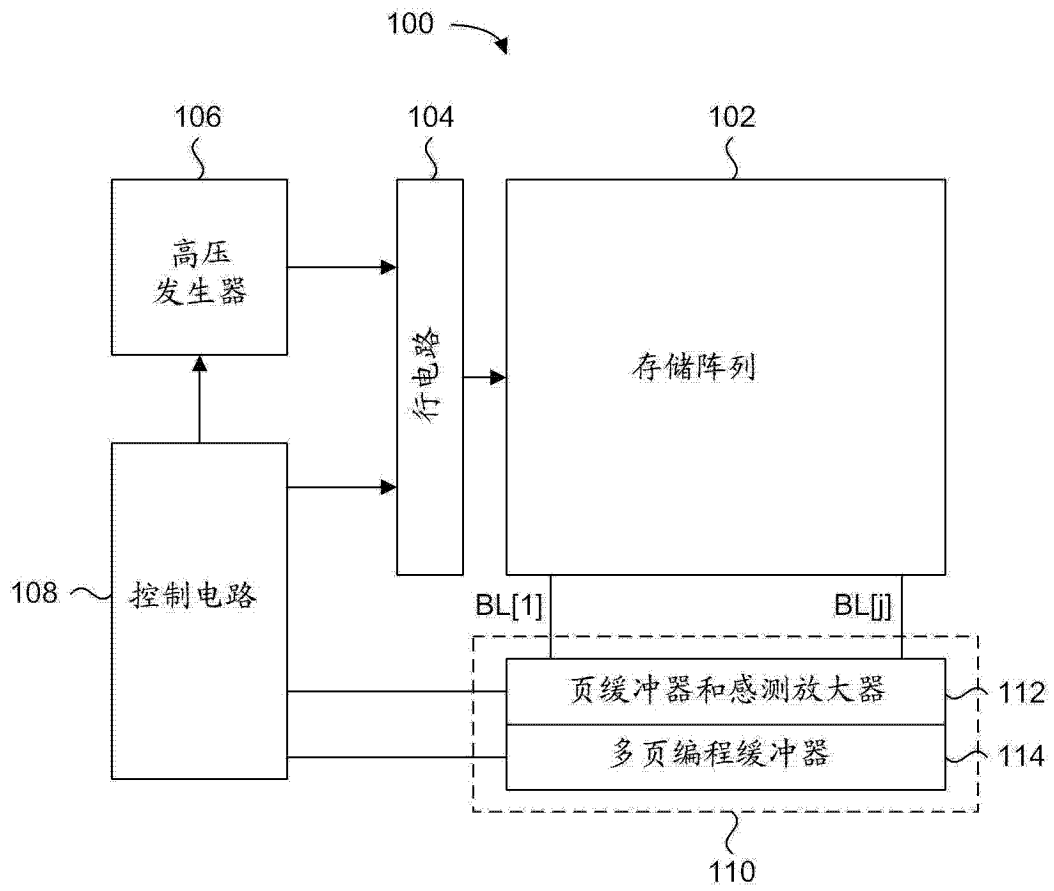 100
106
104
102
高压
发生器
行电路
存储阵列
108
控制电路
BL[1]
BL[j]
页缓冲器和感测放大器
112
多页编程缓冲器
114
110